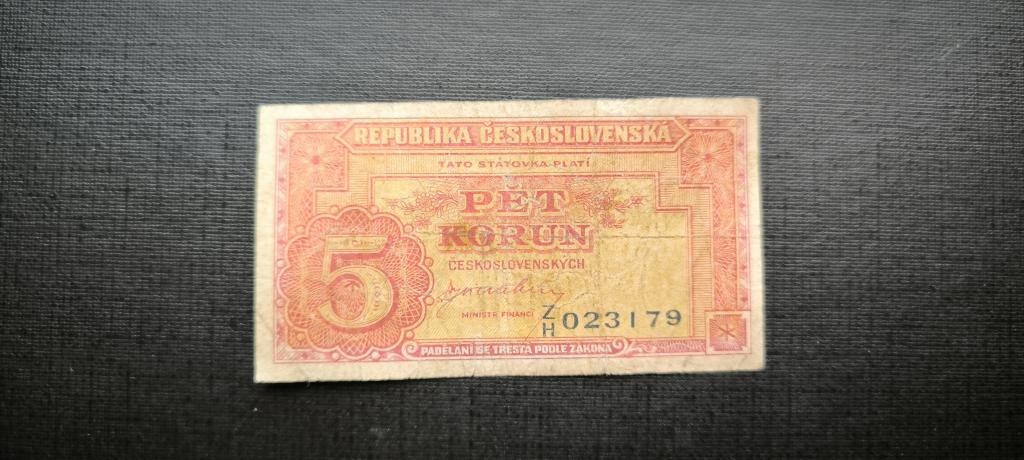 REPUBLIKA ČESKOSLOVENSKÁ
TATO STÁTOVKA PLATÍ
PĚT
KORUN
ČESKOSLOVENSKÝCH
5
MINISTR FINANCÍ
Z/H 023179
PADĚLÁNÍ SE TRESTÁ PODLE ZÁKONA